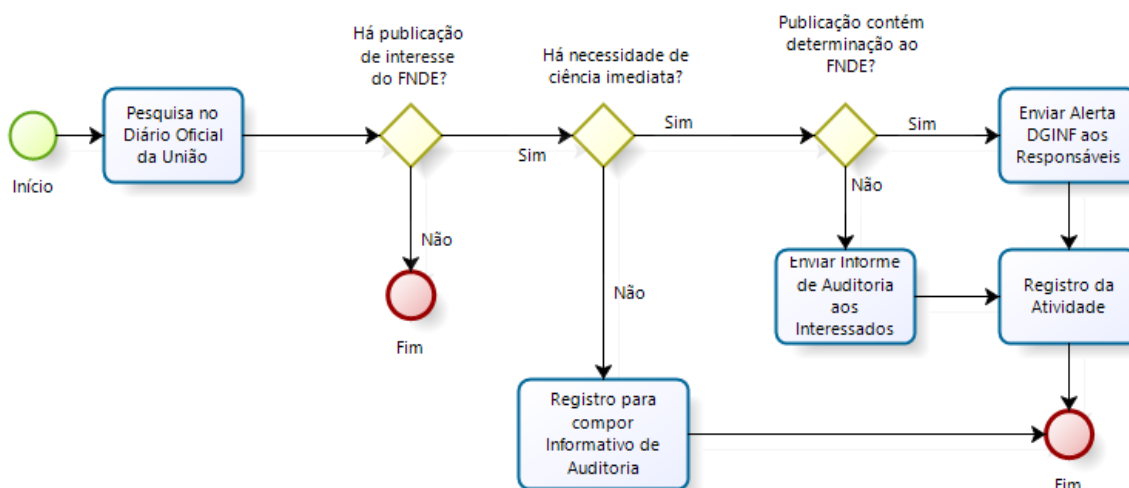 Há publicação
de interesse
do FNDE?
Há necessidade de
ciência imediata?
Publicação contém
determinação ao
FNDE?
Início
Pesquisa no
Diário Oficial
da União
Sim
Sim
Sim
Enviar Alerta
DGINF aos
Responsáveis
Não
Fim
Não
Não
Enviar Informe
de Auditoria
aos
Interessados
Registro da
Atividade
Registro para
compor
Informativo de
Auditoria
Fim